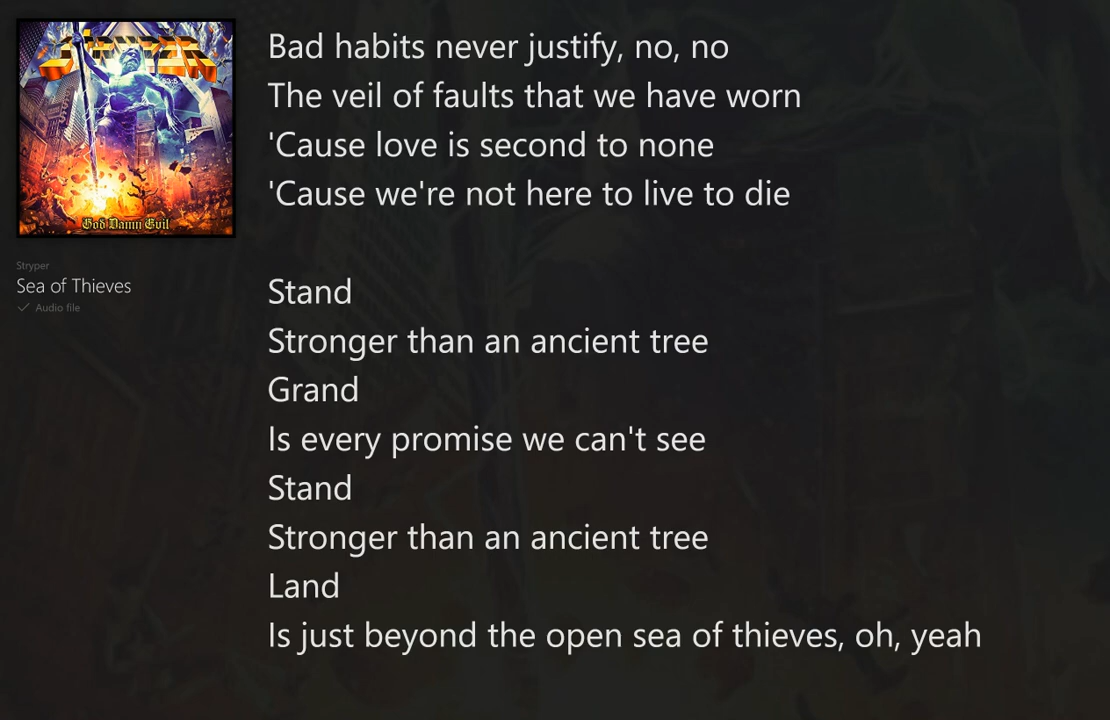 STRYPER
God Damn Evil
Stryper
Sea of Thieves
Audio file
Bad habits never justify, no, no
The veil of faults that we have worn
'Cause love is second to none
'Cause we're not here to live to die
Stand
Stronger than an ancient tree
Grand
Is every promise we can't see
Stand
Stronger than an ancient tree
Land
Is just beyond the open sea of thieves, oh, yeah